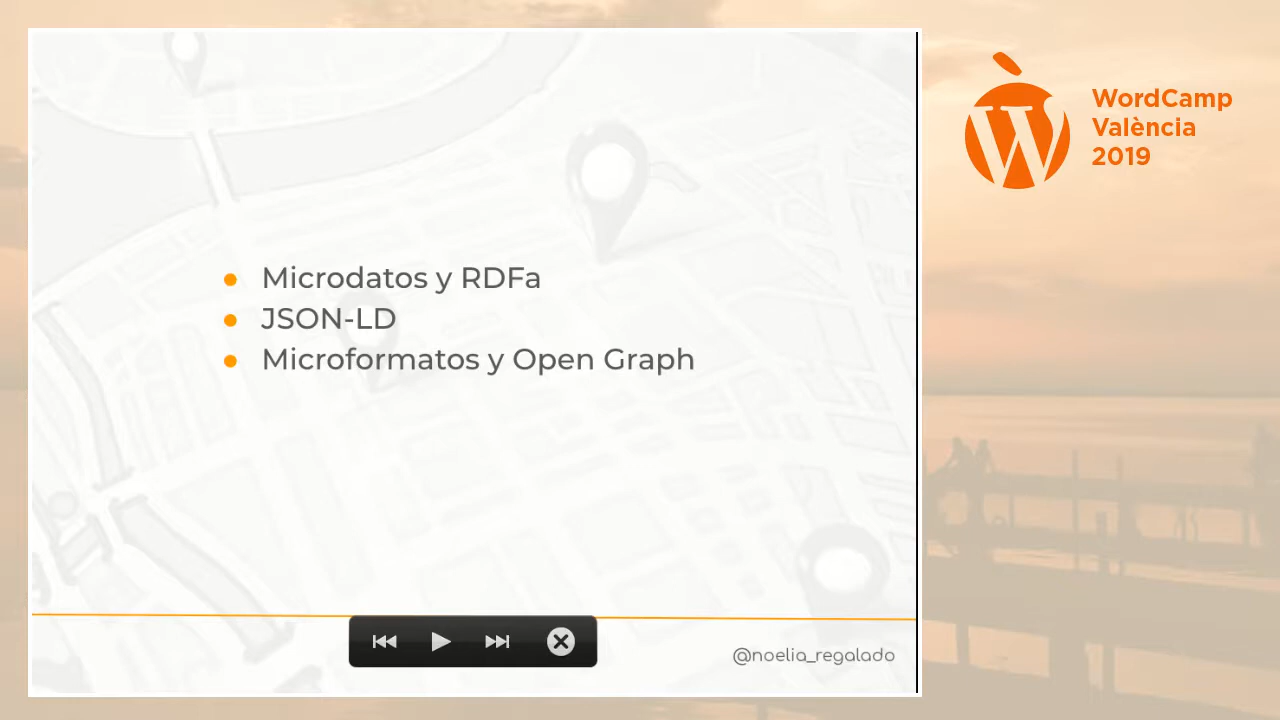 Microdatos y RDFa
JSON-LD
Microformatos y Open Graph
@noelia_regalado
WordCamp
València
2019